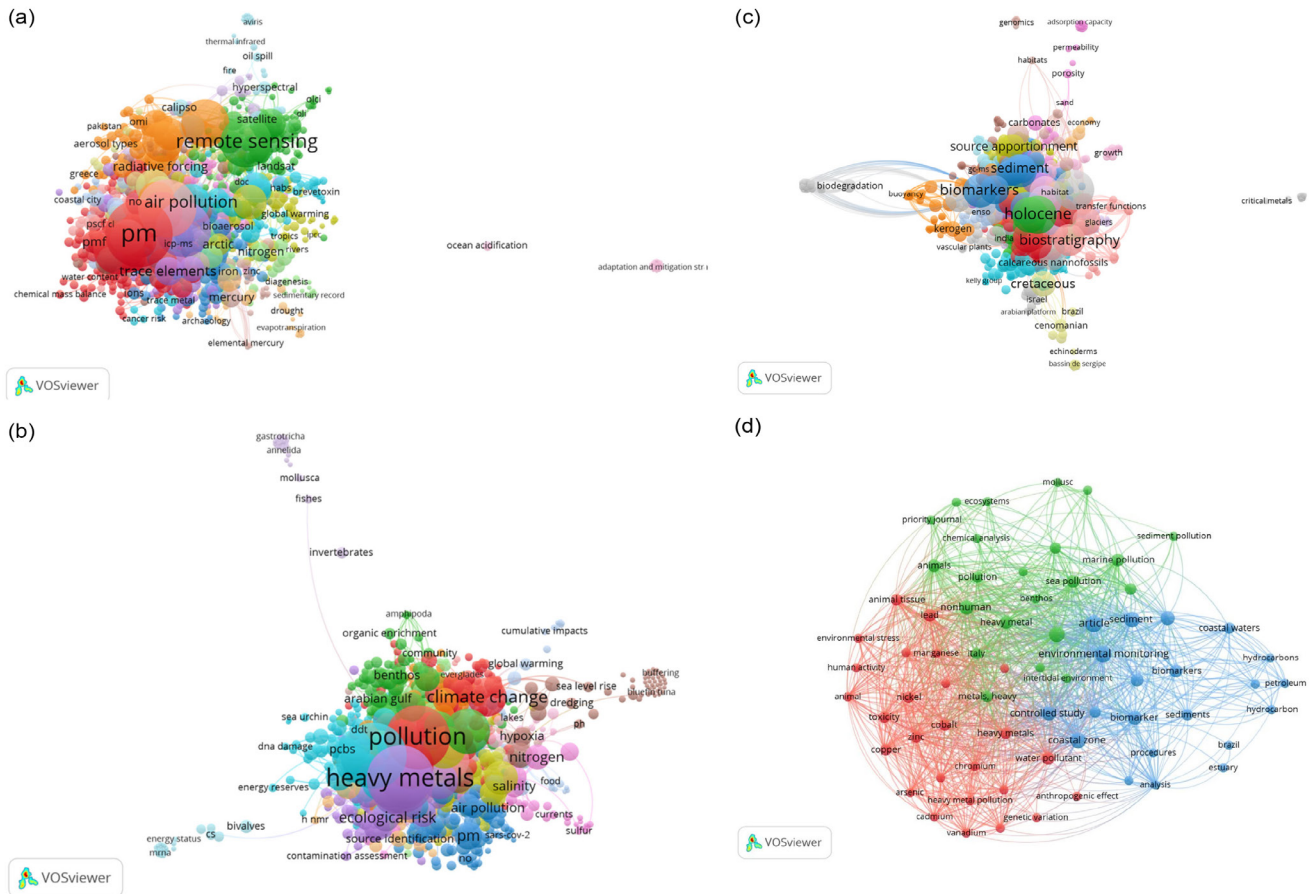 (a)
aviris
thermal infrared
oil spill
fire
hyperspectral
olci
calipso
oli
satellite
omi
pakistan
remote sensing
aerosol types
radiative forcing
landsat
greece
doc
habs
no
brevetoxin
coastal city
air pollution
global warming
bioaerosol
pscf
cl
tropics
ipcc
pm
icp-ms
arctic
pmf
nitrogen
rivers
water content
trace elements
iron
zinc
diagenesis
chemical mass balance
ions
trace metal
mercury
sedimentary record
cancer risk
archaeology
drought
evapotranspiration
elemental mercury
ocean acidification
adaptation and mitigation str
VOSviewer
(c)
genomics
adsorption capacity
permeability
habitats
porosity
sand
carbonates
economy
source apportionment
growth
gc-ms
sediment
biodegradation
buoyancy
biomarkers
habitat
critical metals
enso
holocene
transfer functions
kerogen
glaciers
vascular plants
india
biostratigraphy
calcareous nannofossils
kelly group
cretaceous
israel
arabian platform
brazil
cenomanian
echinoderms
bassin de sergipe
VOSviewer
(b)
gastrotricha
annelida
mollusca
fishes
invertebrates
amphipoda
organic enrichment
cumulative impacts
community
global warming
benthos
everglades
buffering
climate change
sea level rise
bluefin tuna
arabian gulf
dredging
sea urchin
lakes
ph
ddt
pollution
hypoxia
dna damage
pcbs
nitrogen
heavy metals
food
energy reserves
salinity
air pollution
currents
h nmr
ecological risk
energy status
cs
bivalves
pm
sars-cov-2
sulfur
mrna
source identification
no
contamination assessment
VOSviewer
(d)
mollusc
ecosystems
priority journal
chemical analysis
sediment pollution
marine pollution
animals
pollution
sea pollution
benthos
animal tissue
nonhuman
lead
heavy metal
article
sediment
coastal waters
environmental stress
manganese
italy
environmental monitoring
human activity
intertidal environment
biomarkers
hydrocarbons
animal
nickel
metals, heavy
petroleum
toxicity
controlled study
biomarker
sediments
hydrocarbon
cobalt
zinc
heavy metals
coastal zone
copper
water pollutant
procedures
brazil
estuary
chromium
analysis
arsenic
anthropogenic effect
heavy metal pollution
cadmium
genetic variation
vanadium
VOSviewer